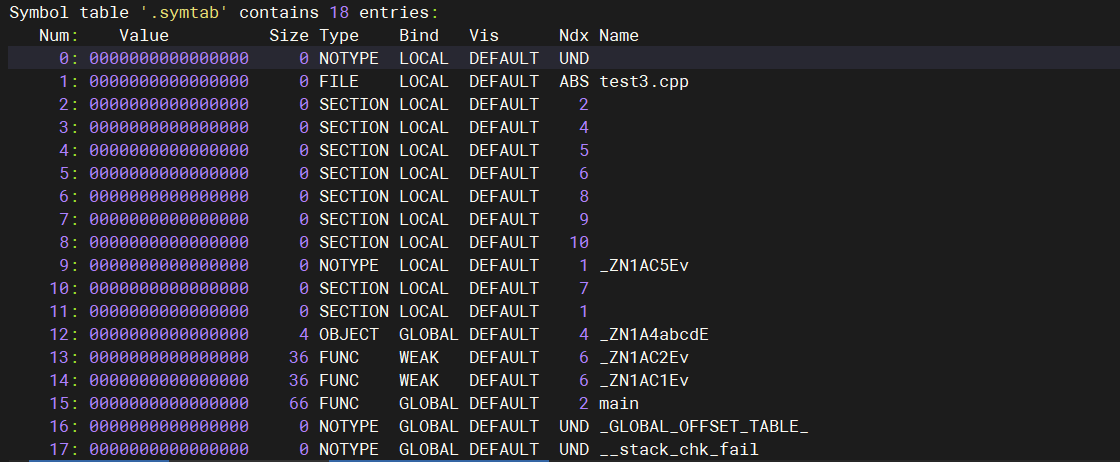 Symbol table '.symtab' contains 18 entries:
   Num:    Value          Size Type    Bind   Vis      Ndx Name
     0: 0000000000000000     0 NOTYPE  LOCAL  DEFAULT  UND
     1: 0000000000000000     0 FILE    LOCAL  DEFAULT  ABS test3.cpp
     2: 0000000000000000     0 SECTION LOCAL  DEFAULT    2
     3: 0000000000000000     0 SECTION LOCAL  DEFAULT    4
     4: 0000000000000000     0 SECTION LOCAL  DEFAULT    5
     5: 0000000000000000     0 SECTION LOCAL  DEFAULT    6
     6: 0000000000000000     0 SECTION LOCAL  DEFAULT    8
     7: 0000000000000000     0 SECTION LOCAL  DEFAULT    9
     8: 0000000000000000     0 SECTION LOCAL  DEFAULT   10
     9: 0000000000000000     0 NOTYPE  LOCAL  DEFAULT    1 _ZN1AC5Ev
    10: 0000000000000000     0 SECTION LOCAL  DEFAULT    7
    11: 0000000000000000     0 SECTION LOCAL  DEFAULT    1
    12: 0000000000000000     4 OBJECT  GLOBAL DEFAULT    4 _ZN1A4abcdE
    13: 0000000000000000    36 FUNC    WEAK   DEFAULT    6 _ZN1AC2Ev
    14: 0000000000000000    36 FUNC    WEAK   DEFAULT    6 _ZN1AC1Ev
    15: 0000000000000000    66 FUNC    GLOBAL DEFAULT    2 main
    16: 0000000000000000     0 NOTYPE  GLOBAL DEFAULT  UND _GLOBAL_OFFSET_TABLE_
    17: 0000000000000000     0 NOTYPE  GLOBAL DEFAULT  UND __stack_chk_fail